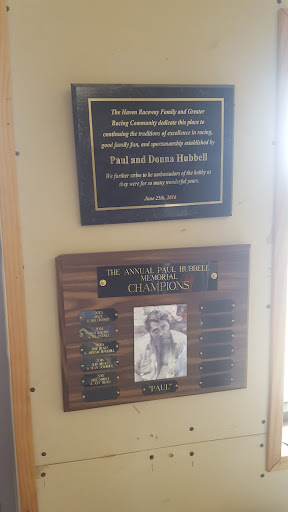 The Haven Raceway Family and Greater
Racing Community dedicate this place to
continuing the traditions of excellence in racing,
good family fun, and sportsmanship established by
Paul and Donna Hubbell
We further strive to be ambassadors of the hobby as
they were for so many wonderful years.
June 25th, 2016
THE ANNUAL PAUL HUBBELL
MEMORIAL
CHAMPIONS
"PAUL"